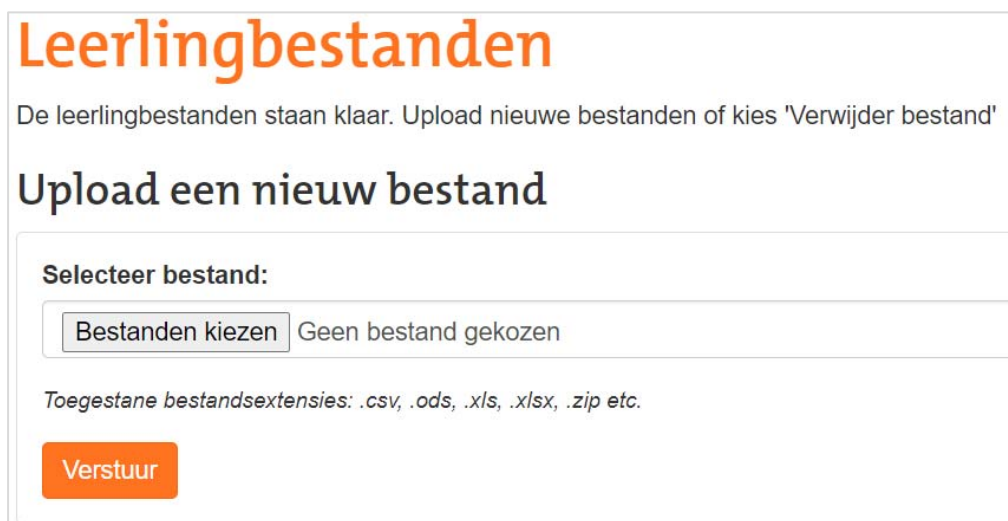 Leerlingbestanden
De leerlingbestanden staan klaar. Upload nieuwe bestanden of kies 'Verwijder bestand'
Upload een nieuw bestand
Selecteer bestand:
Bestanden kiezen Geen bestand gekozen
Toegestane bestandsextensies: .csv, .ods, .xls, .xlsx, .zip etc.
Verstuur